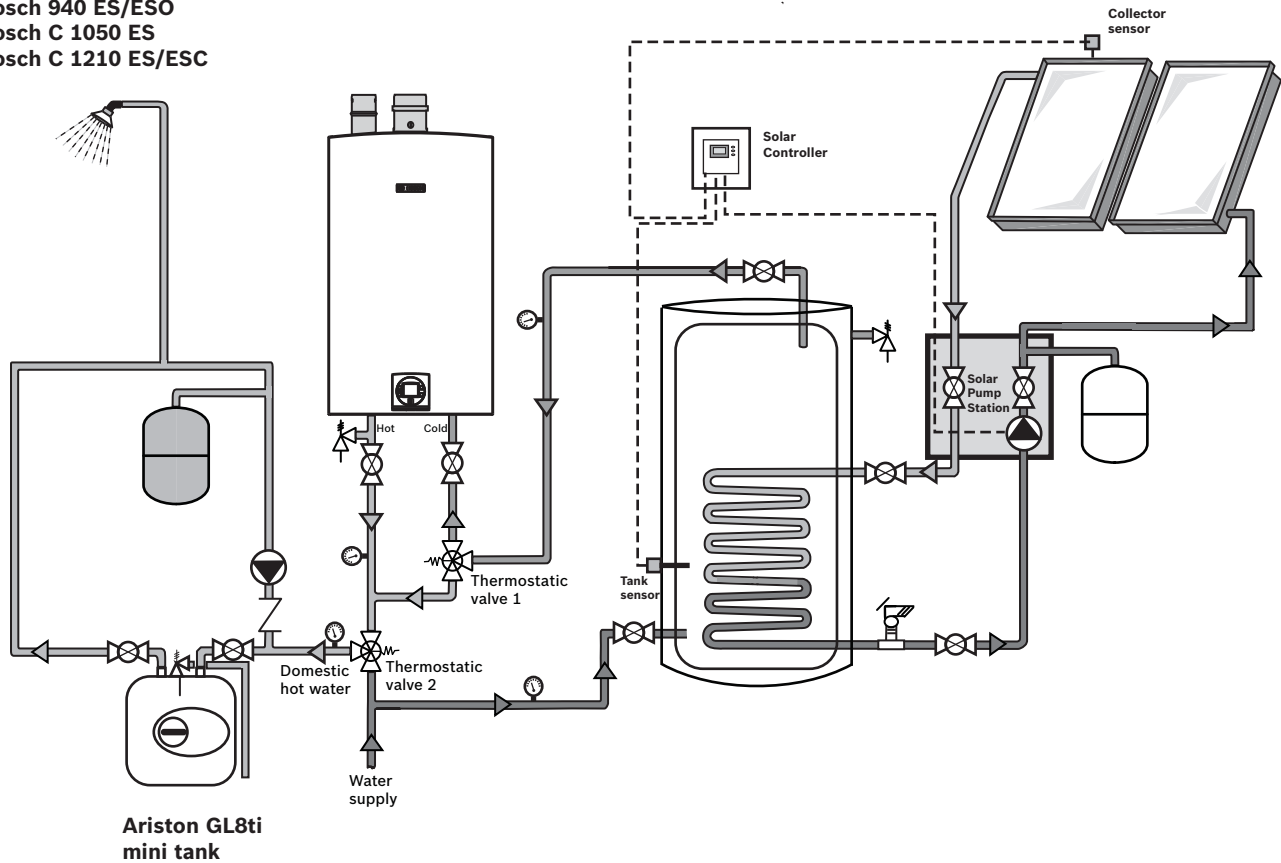 osch 940 ES/ESO
osch C 1050 ES
osch C 1210 ES/ESC
Collector
sensor
Solar
Controller
Solar
Pump
Station
Hot
Cold
Thermostatic
valve 1
Tank
sensor
Domestic
hot water
Thermostatic
valve 2
Water
supply
Ariston GL8ti
mini tank